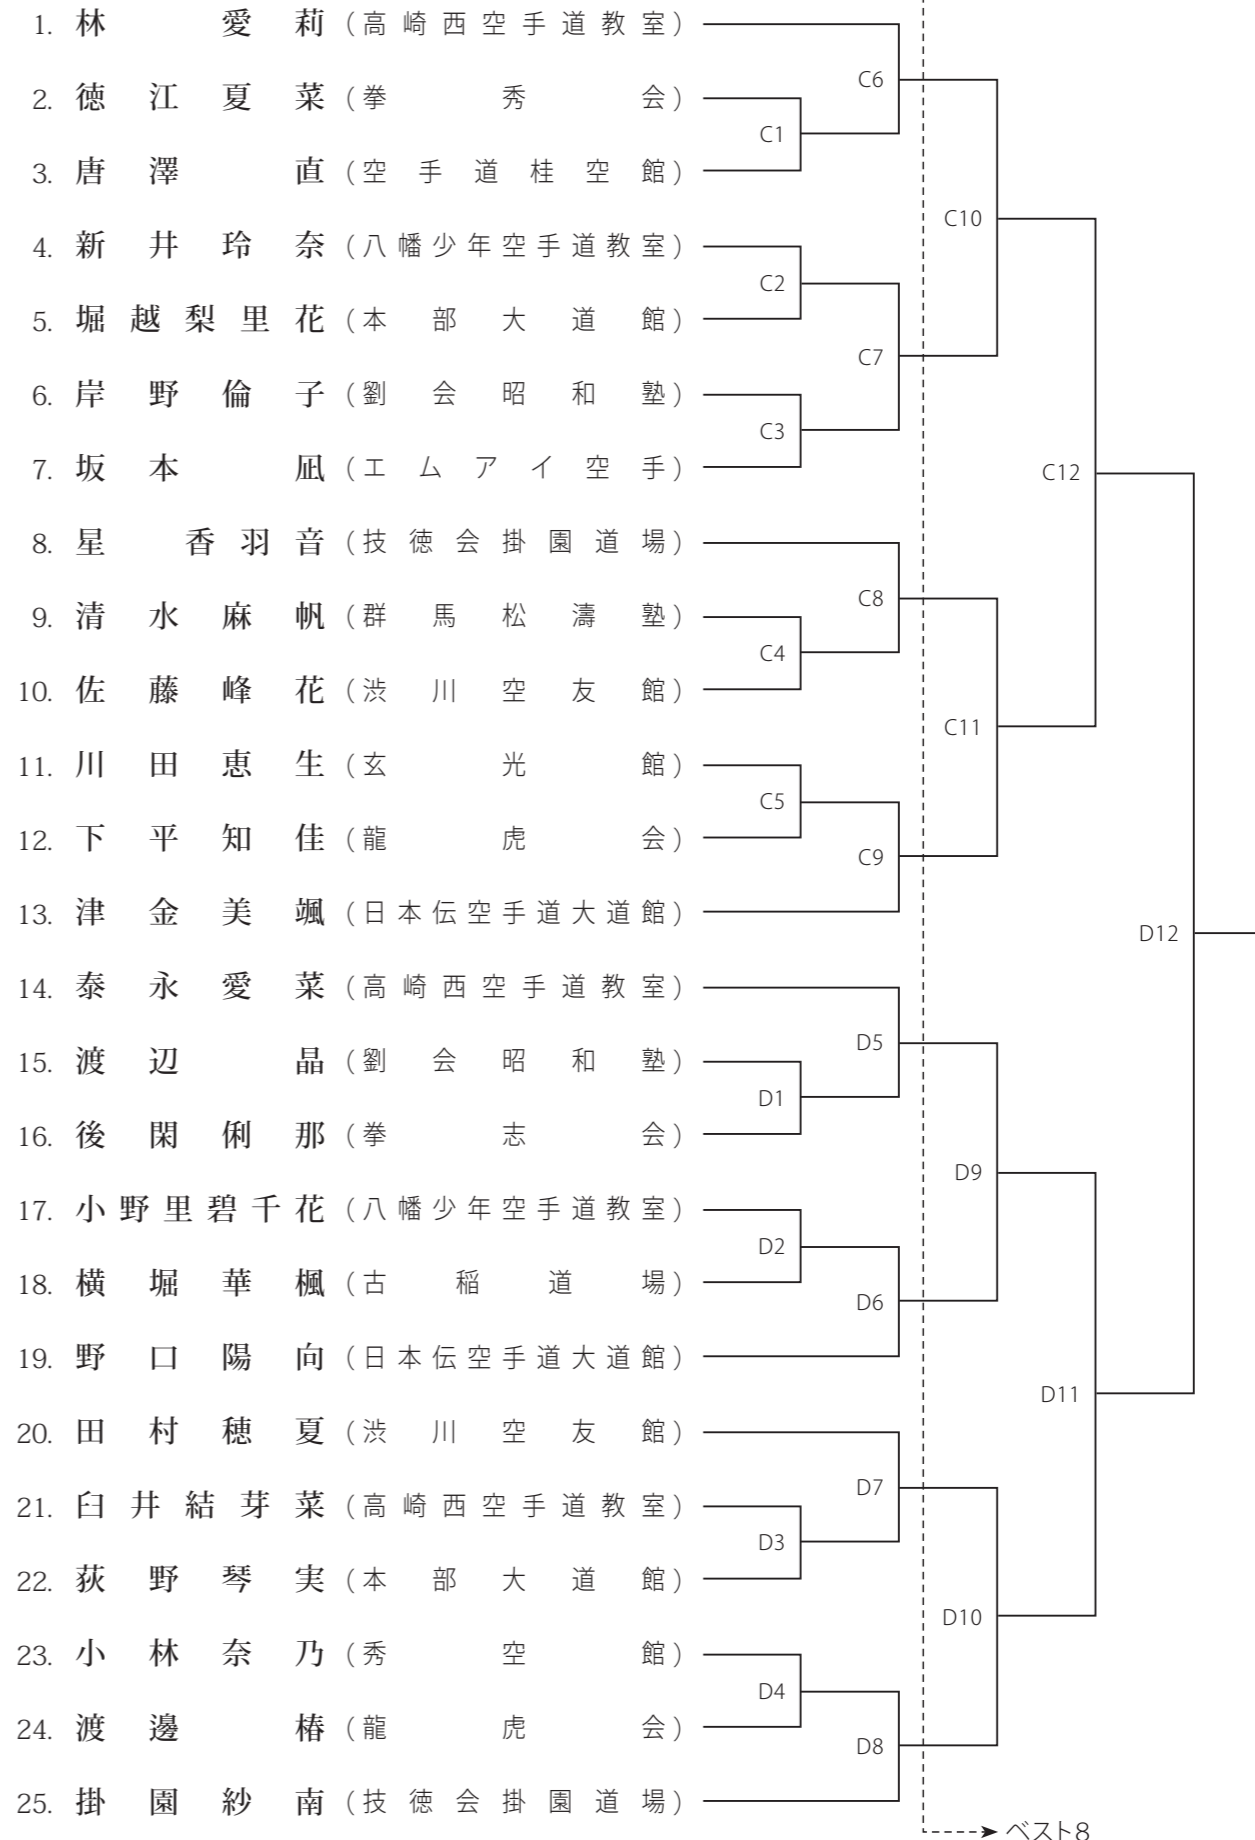 1. 林　愛莉 (高崎西空手道教室)
C6
2. 徳江夏菜 (拳秀会)
C1
3. 唐澤　直 (空手道桂空館)
C10
4. 新井玲奈 (八幡少年空手道教室)
C2
5. 堀越梨里花 (本部大道館)
C7
6. 岸野倫子 (劉会昭和塾)
C3
7. 坂本　凪 (エムアイ空手)
C12
8. 星　香羽音 (技徳会掛園道場)
C8
9. 清水麻帆 (群馬松濤塾)
C4
10. 佐藤峰花 (渋川空友館)
C11
11. 川田恵生 (玄光館)
C5
12. 下平知佳 (龍虎会)
C9
13. 津金美颯 (日本伝空手道大道館)
D12
14. 泰永愛菜 (高崎西空手道教室)
D5
15. 渡辺　晶 (劉会昭和塾)
D1
16. 後閑俐那 (拳志会)
D9
17. 小野里碧千花 (八幡少年空手道教室)
D2
18. 横堀華楓 (古稲道場)
D6
19. 野口陽向 (日本伝空手道大道館)
D11
20. 田村穂夏 (渋川空友館)
D7
21. 臼井結芽菜 (高崎西空手道教室)
D3
22. 荻野琴実 (本部大道館)
D10
23. 小林奈乃 (秀空館)
D4
24. 渡邊　椿 (龍虎会)
D8
25. 掛園紗南 (技徳会掛園道場)
ベスト8